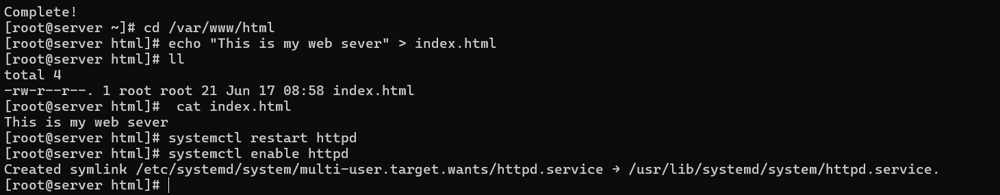 Complete!
[root@server ~]# cd /var/www/html
[root@server html]# echo "This is my web sever" > index.html
[root@server html]# ll
total 4
-rw-r--r--. 1 root root 21 Jun 17 08:58 index.html
[root@server html]#  cat index.html
This is my web sever
[root@server html]# systemctl restart httpd
[root@server html]# systemctl enable httpd
Created symlink /etc/systemd/system/multi-user.target.wants/httpd.service → /usr/lib/systemd/system/httpd.service.
[root@server html]#